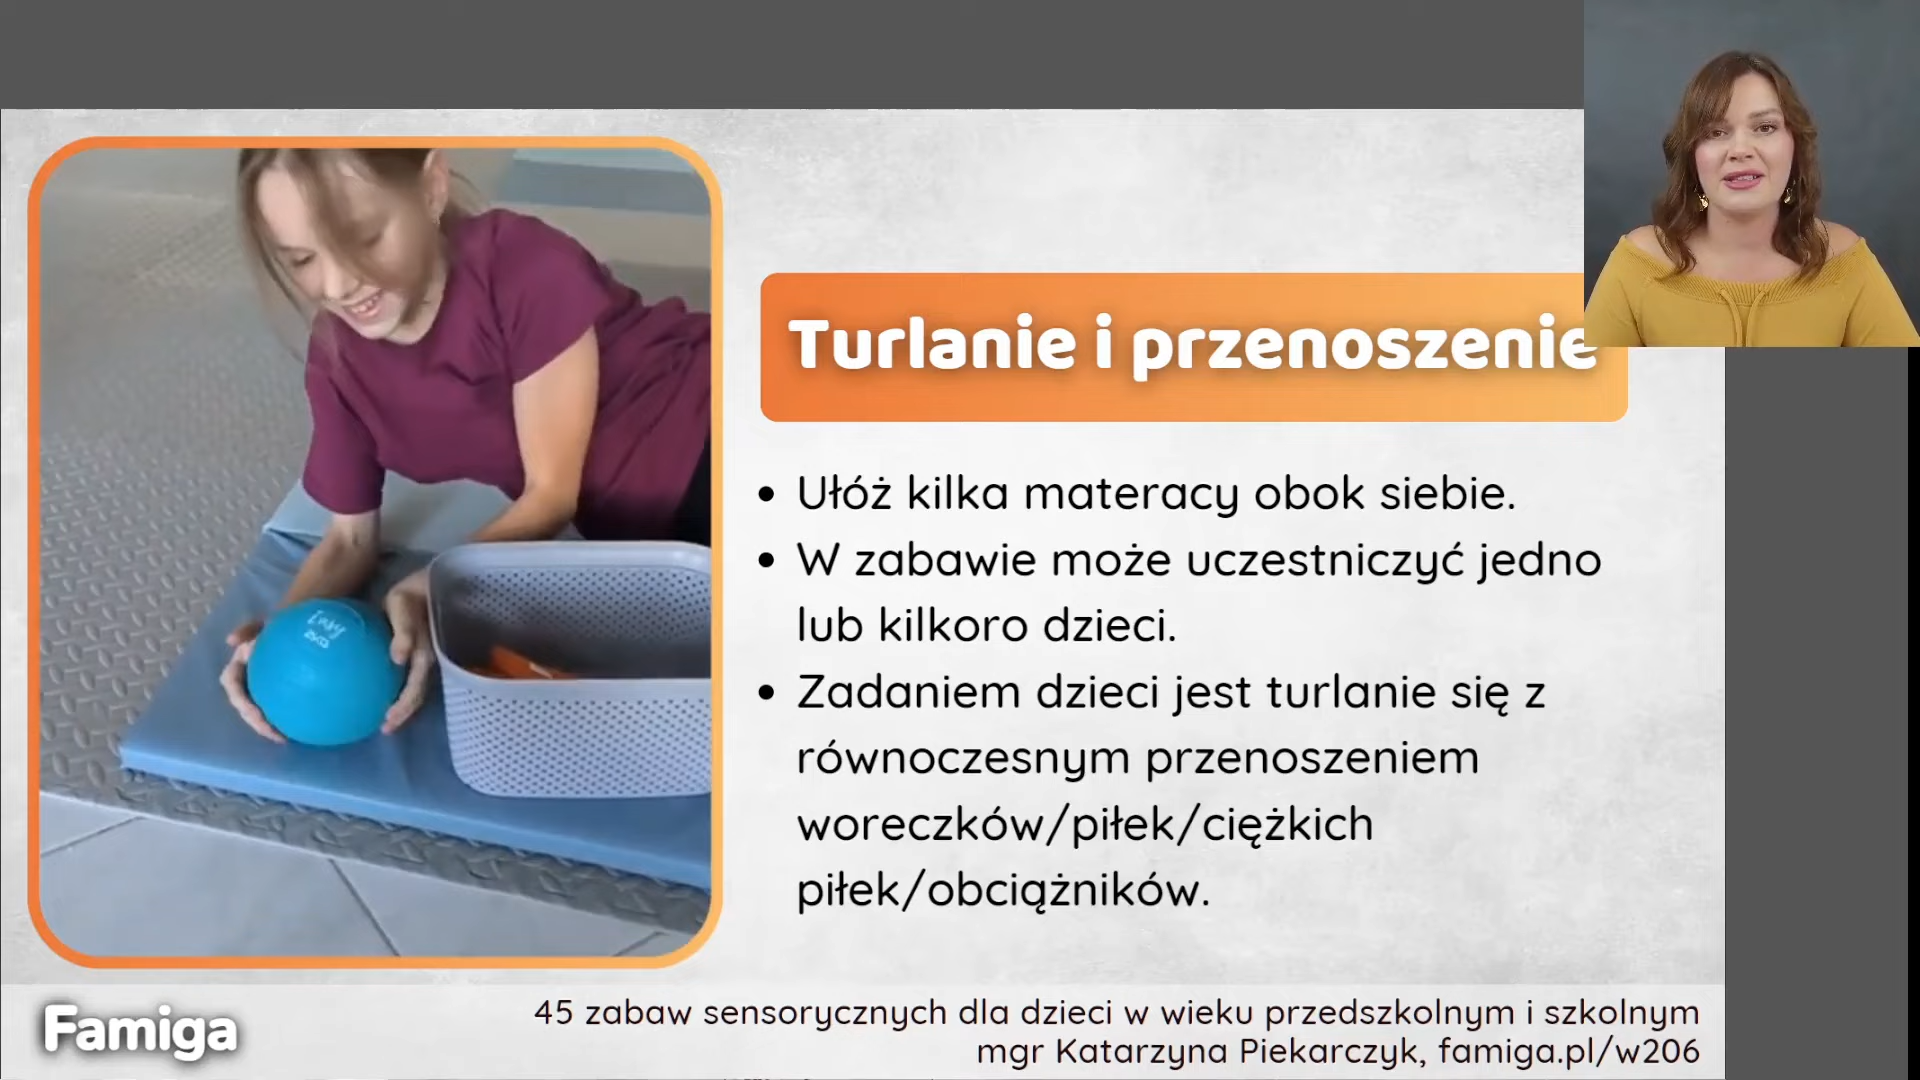 Turlanie i przenoszenie
• Ułóż kilka materacy obok siebie.
• W zabawie może uczestniczyć jedno
lub kilkoro dzieci.
• Zadaniem dzieci jest turlanie się z
równoczesnym przenoszeniem
woreczków/piłek/ciężkich
piłek/obciążników.
Famiga
45 zabaw sensorycznych dla dzieci w wieku przedszkolnym i szkolnym
mgr Katarzyna Piekarczyk, famiga.pl/w206